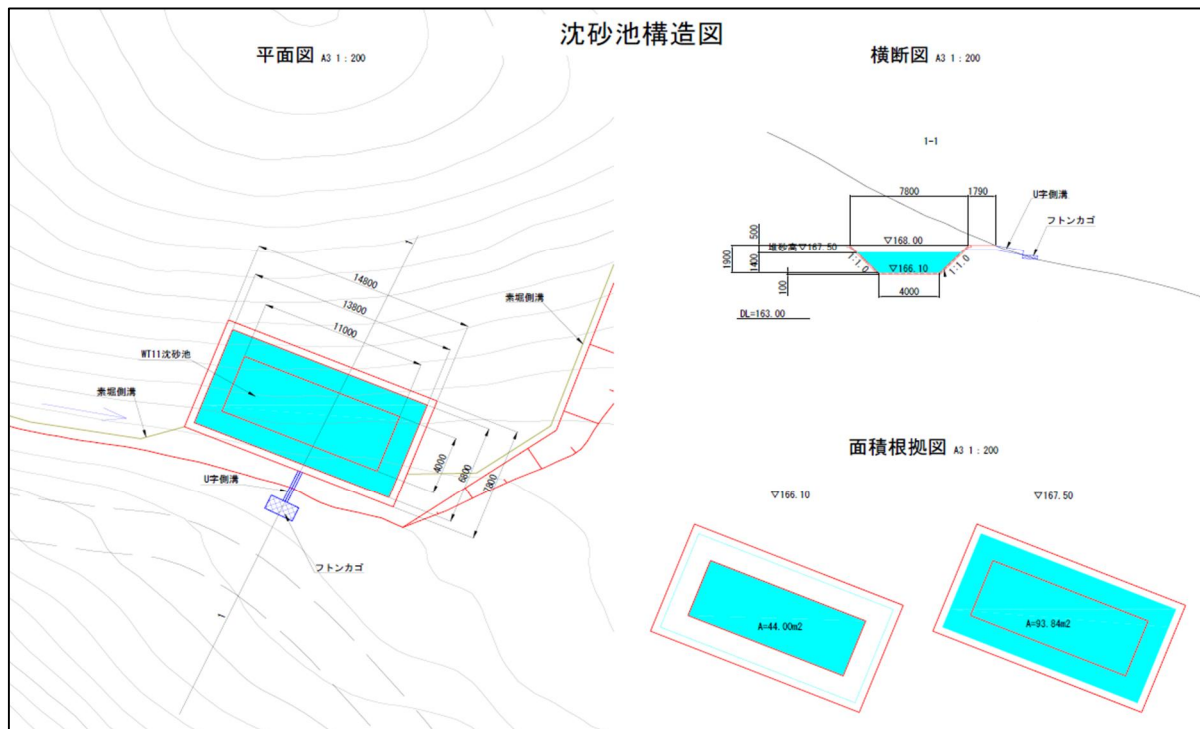 沈砂池構造図
平面図 A3 1：200
14800
13800
11000
素堀側溝
WT11沈砂池
素堀側溝
4000
6800
7800
U字側溝
フトンカゴ
1
1
横断図 A3 1：200
1-1
7800
1790
U字側溝
フトンカゴ
500
▽168.00
堆砂高▽167.50
1900
1400
1:1.0
▽166.10
1:1.0
100
4000
DL=163.00
面積根拠図 A3 1：200
▽166.10
▽167.50
A=44.00m2
A=93.84m2